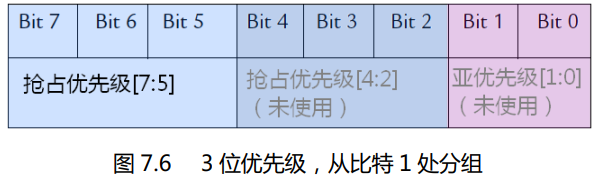 Bit 7 Bit 6 Bit 5 Bit 4 Bit 3 Bit 2 Bit 1 Bit 0
抢占优先级[7:5] 抢占优先级[4:2] 亚优先级[1:0]
（未使用） （未使用）
图 7.6 3 位优先级，从比特 1 处分组